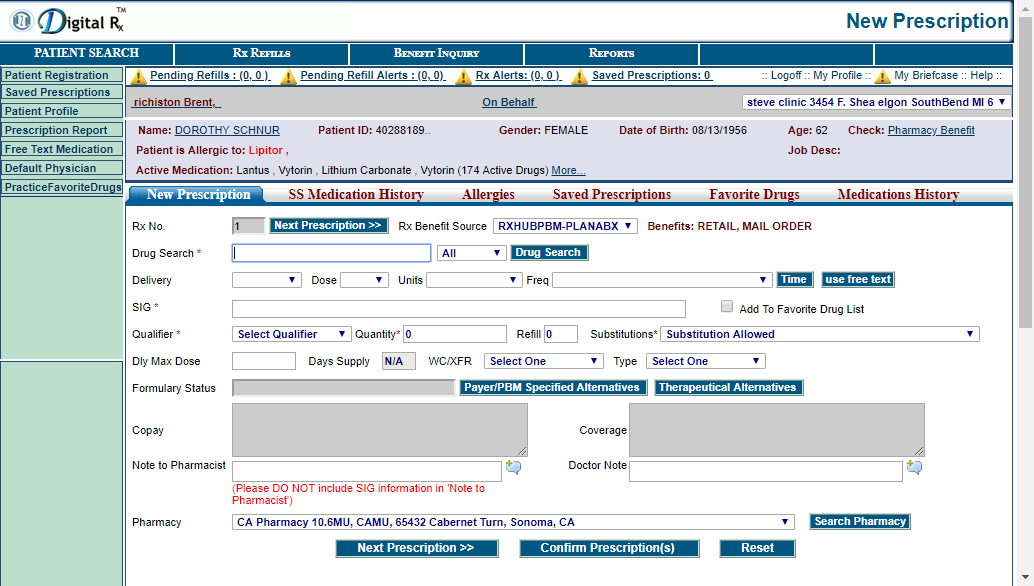 Digital Rx TM
New Prescription
PATIENT SEARCH RX REFILLS BENEFIT INQUIRY REPORTS
Patient Registration
Saved Prescriptions
Patient Profile
Prescription Report
Free Text Medication
Default Physician
PracticeFavoriteDrugs
Pending Refills : (0, 0 ) Pending Refill Alerts : (0, 0) Rx Alerts: (0, 0 ) Saved Prescriptions: 0 :: Logoff :: My Profile :: My Briefcase :: Help ::
richiston Brent, On Behalf steve clinic 3454 F. Shea elgon SouthBend MI 6
Name: DOROTHY SCHNUR Patient ID: 40288189.. Gender: FEMALE Date of Birth: 08/13/1956 Age: 62 Check: Pharmacy Benefit
Patient is Allergic to: Lipitor , Job Desc:
Active Medication: Lantus , Vytorin , Lithium Carbonate , Vytorin (174 Active Drugs) More...
New Prescription SS Medication History Allergies Saved Prescriptions Favorite Drugs Medications History
Rx No. 1 Next Prescription >> Rx Benefit Source RXHUBPBM-PLANABX Benefits: RETAIL, MAIL ORDER
Drug Search * All Drug Search
Delivery Dose Units Freq Time use free text
SIG * Add To Favorite Drug List
Qualifier * Select Qualifier Quantity* 0 Refill 0 Substitutions* Substitution Allowed
Dly Max Dose Days Supply N/A WC/XFR Select One Type Select One
Formulary Status Payer/PBM Specified Alternatives Therapeutical Alternatives
Copay Coverage
Note to Pharmacist Doctor Note
(Please DO NOT include SIG information in 'Note to
Pharmacist')
Pharmacy CA Pharmacy 10.6MU, CAMU, 65432 Cabernet Turn, Sonoma, CA Search Pharmacy
Next Prescription >> Confirm Prescription(s) Reset